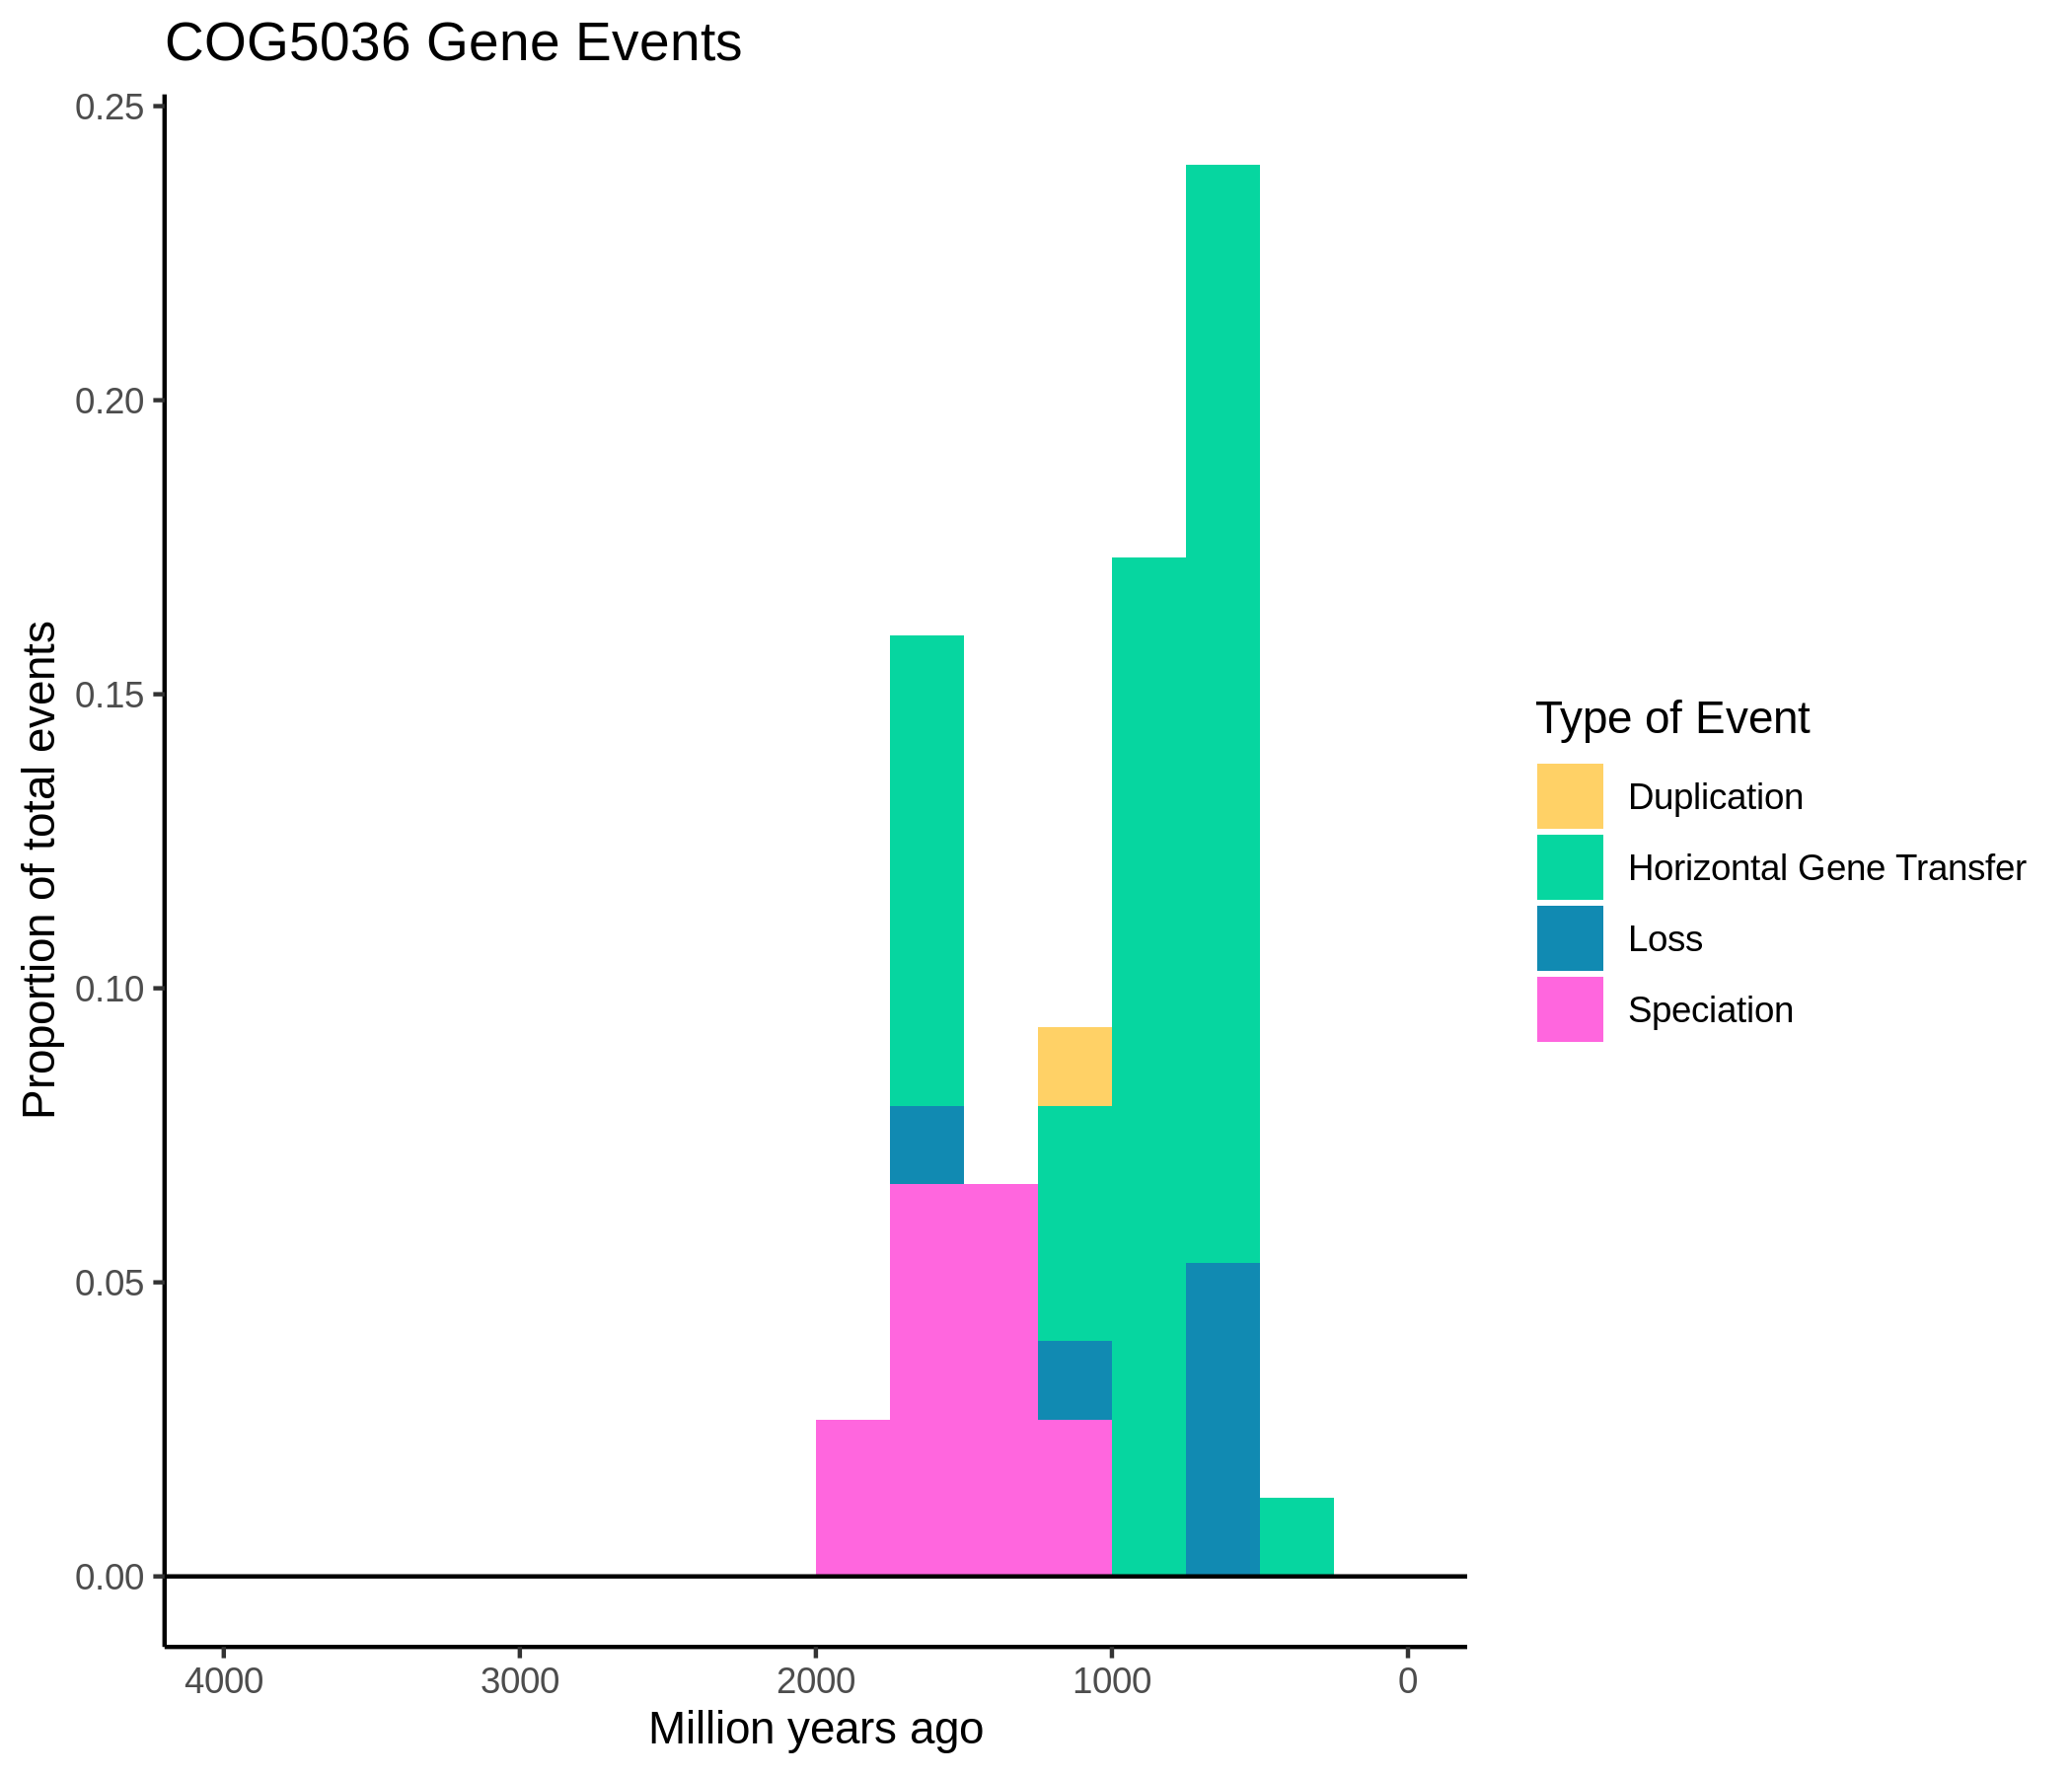 COG5036 Gene Events
0.25
0.20
0.15
0.10
0.05
0.00
Proportion of total events
4000 3000 2000 1000 0
Million years ago
Type of Event
Duplication
Horizontal Gene Transfer
Loss
Speciation